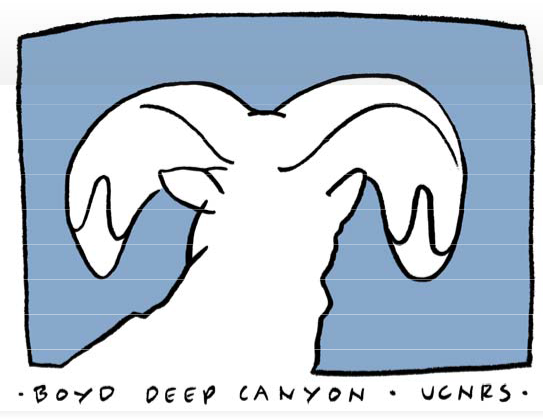 · BOYD DEEP CANYON · UCNRS ·